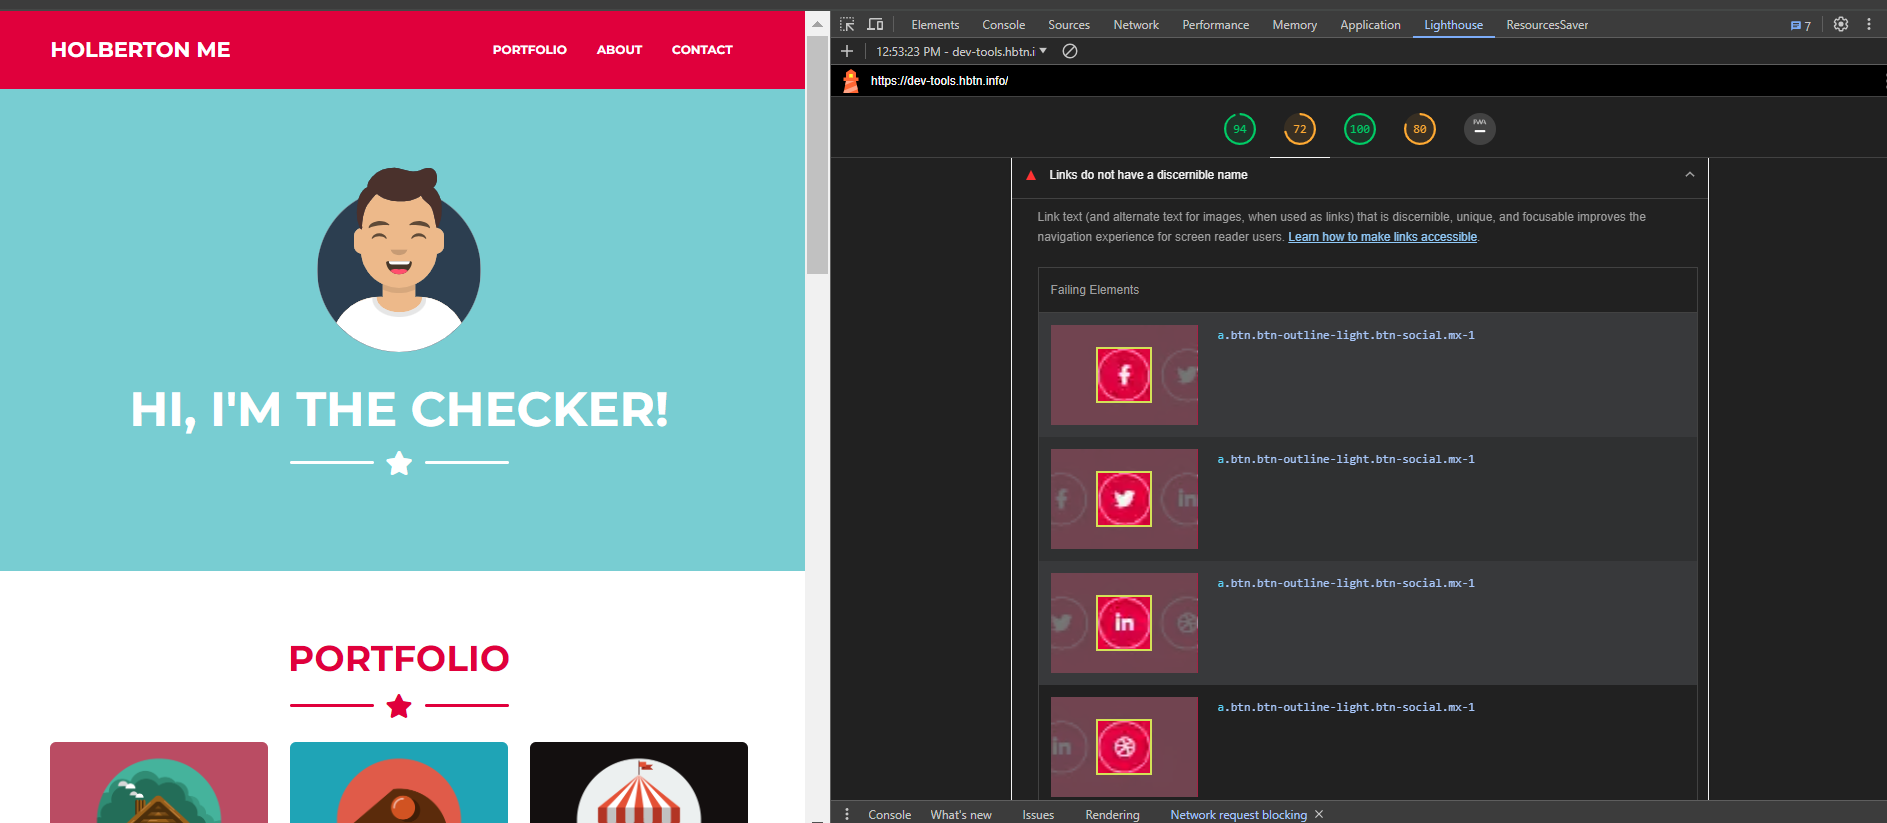 HOLBERTON ME
PORTFOLIO ABOUT CONTACT
HI, I'M THE CHECKER!
PORTFOLIO
Elements Console Sources Network Performance Memory Application Lighthouse ResourcesSaver 7
12:53:23 PM - dev-tools.hbtn.i
https://dev-tools.hbtn.info/
94 72 100 80 PWA
Links do not have a discernible name
Link text (and alternate text for images, when used as links) that is discernible, unique, and focusable improves the
navigation experience for screen reader users. Learn how to make links accessible.
Failing Elements
a.btn.btn-outline-light.btn-social.mx-1
a.btn.btn-outline-light.btn-social.mx-1
in
a.btn.btn-outline-light.btn-social.mx-1
in
a.btn.btn-outline-light.btn-social.mx-1
in
Console What's new Issues Rendering Network request blocking